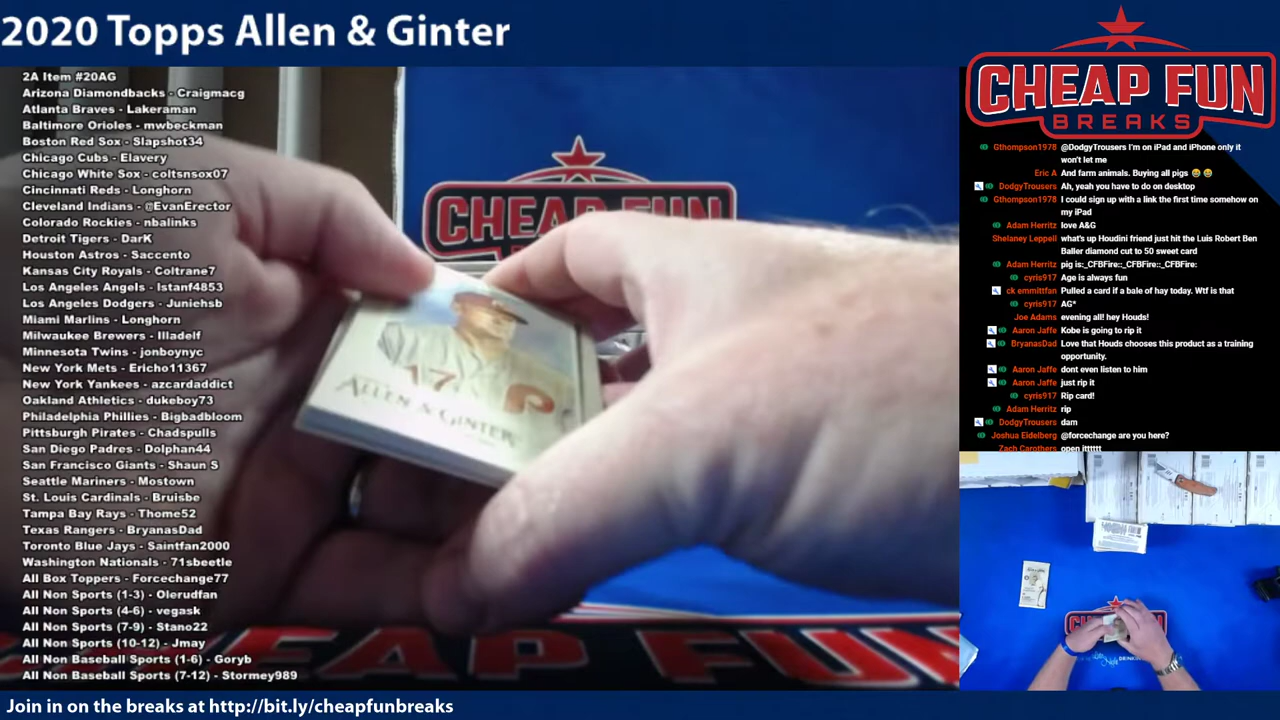 2020 Topps Allen & Ginter
2A Item #20AG
Arizona Diamondbacks - Craigmacg
Atlanta Braves - Lakeraman
Baltimore Orioles - mwbeckman
Boston Red Sox - Slapshot34
Chicago Cubs - Elavery
Chicago White Sox - coltsnsox07
Cincinnati Reds - Longhorn
Cleveland Indians - @EvanErector
Colorado Rockies - nbalinks
Detroit Tigers - DarK
Houston Astros - Saccento
Kansas City Royals - Coltrane7
Los Angeles Angels - Istanf4853
Los Angeles Dodgers - Juniehsb
Miami Marlins - Longhorn
Milwaukee Brewers - Illadelf
Minnesota Twins - jonboynyc
New York Mets - Ericho11367
New York Yankees - azcardaddict
Oakland Athletics - dukeboy73
Philadelphia Phillies - Bigbadbloom
Pittsburgh Pirates - Chadspulls
San Diego Padres - Dolphan44
San Francisco Giants - Shaun S
Seattle Mariners - Mostown
St. Louis Cardinals - Bruisbe
Tampa Bay Rays - Thome52
Texas Rangers - BryanasDad
Toronto Blue Jays - Saintfan2000
Washington Nationals - 71sbeetle
All Box Toppers - Forcechange77
All Non Sports (1-3) - Olerudfan
All Non Sports (4-6) - vegask
All Non Sports (7-9) - Stano22
All Non Sports (10-12) - Jmay
All Non Baseball Sports (1-6) - Goryb
All Non Baseball Sports (7-12) - Stormey989
CHEAP
17 P
ALLEN & GINTER
CHEAP FUN
CHEAP FUN
BREAKS
Gthompson1978 @DodgyTrousers I'm on iPad and iPhone only it
won't let me
Eric A And farm animals. Buying all pigs 😂 😂
DodgyTrousers Ah, yeah you have to do on desktop
Gthompson1978 I could sign up with a link the first time somehow on
my iPad
Adam Herritz love A&G
Shelaney Leppell what's up Houdini friend just hit the Luis Robert Ben
Baller diamond cut to 50 sweet card
Adam Herritz pig is:_CFBFire::_CFBFire::_CFBFire:
cyris917 Age is always fun
ck emmittfan Pulled a card if a bale of hay today. Wtf is that
cyris917 AG*
Joe Adams evening all! hey Houds!
Aaron Jaffe Kobe is going to rip it
BryanasDad Love that Houds chooses this product as a training
opportunity.
Aaron Jaffe dont even listen to him
Aaron Jaffe just rip it
cyris917 Rip card!
Adam Herritz rip
DodgyTrousers dam
Joshua Eidelberg @forcechange are you here?
Zach Carothers open itttttt
Join in on the breaks at http://bit.ly/cheapfunbreaks